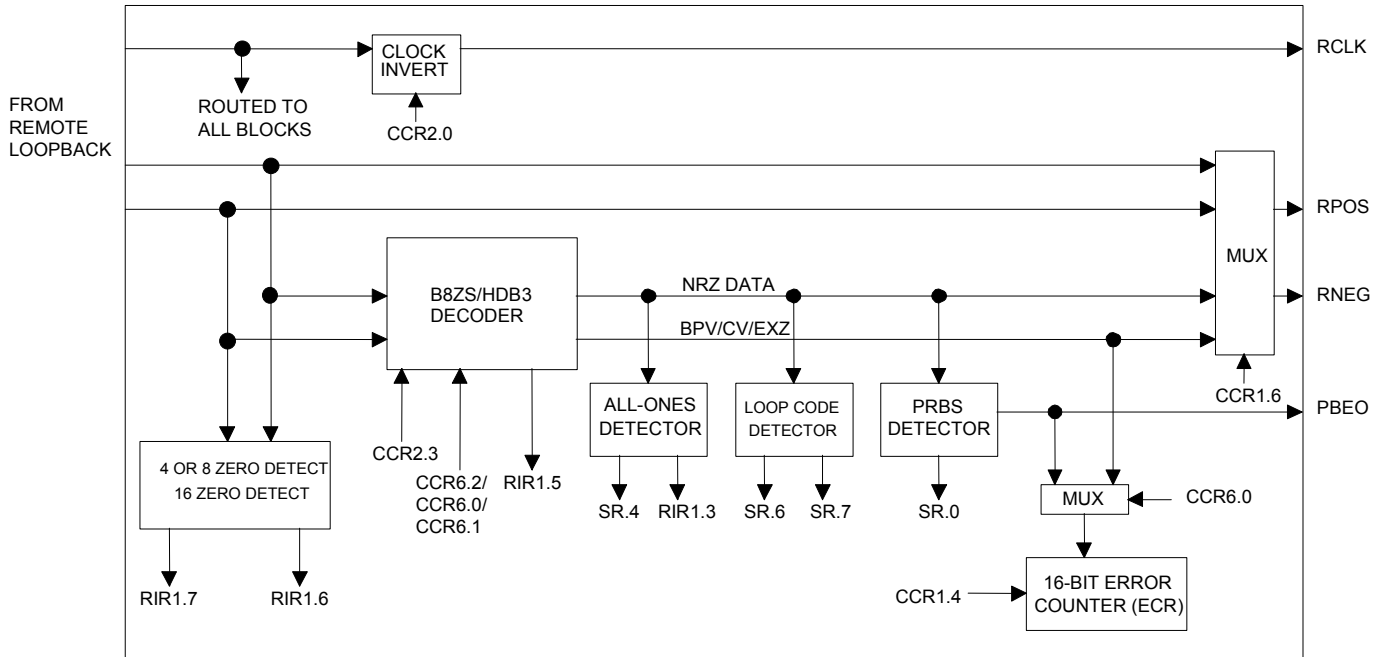 CLOCK
INVERT
RCLK
FROM
REMOTE
LOOPBACK
ROUTED TO
ALL BLOCKS
CCR2.0
RPOS
MUX
B8ZS/HDB3
DECODER
NRZ DATA
RNEG
BPV/CV/EXZ
CCR1.6
ALL-ONES
DETECTOR
LOOP CODE
DETECTOR
PRBS
DETECTOR
PBEO
4 OR 8 ZERO DETECT
16 ZERO DETECT
CCR2.3
CCR6.2/
CCR6.0/
CCR6.1
RIR1.5
SR.4
RIR1.3
SR.6
SR.7
SR.0
MUX
CCR6.0
RIR1.7
RIR1.6
CCR1.4
16-BIT ERROR
COUNTER (ECR)